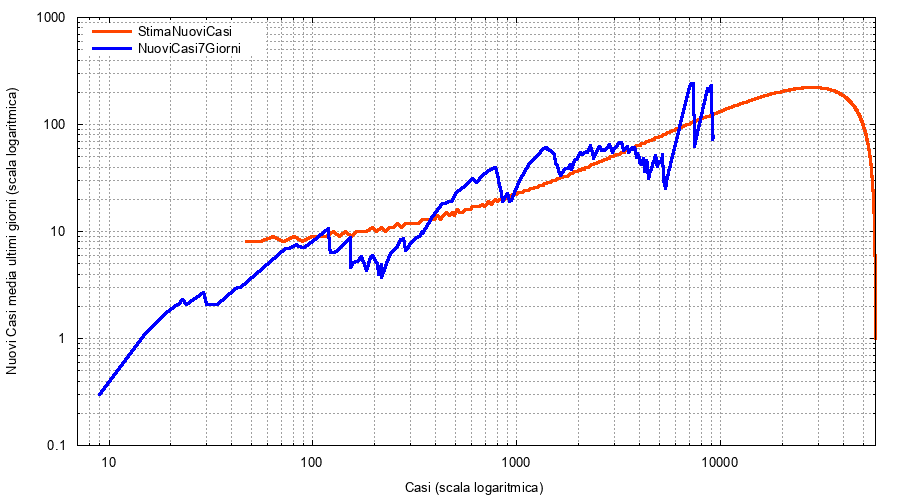 1000
StimaNuoviCasi
NuoviCasi7Giorni
100
10
1
0.1
Nuovi Casi media ultimi giorni (scala logaritmica)
10 100 1000 10000
Casi (scala logaritmica)